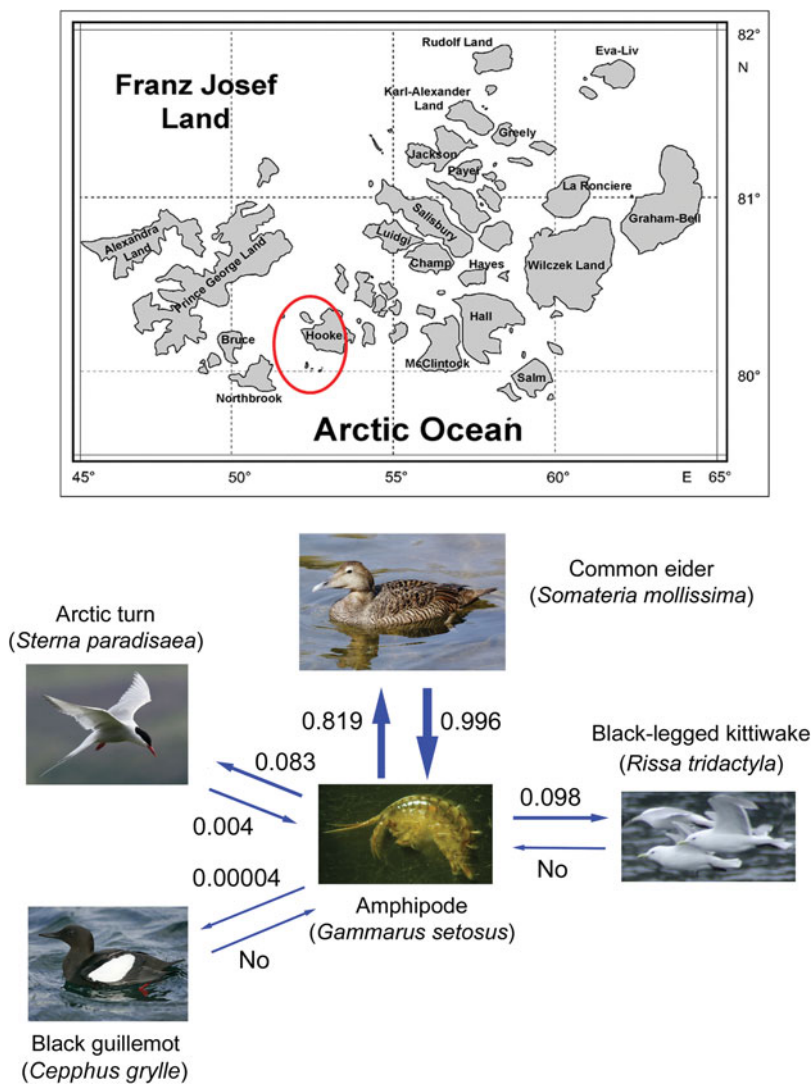 82°
N
Rudolf Land
Eva-Liv
Franz Josef
Land
Karl-Alexander
Land
Greely
Jackson
Payer
La Ronciere
81°
Graham-Bell
Alexandra
Land
Salisbury
Luidgi
Prince George Land
Champ
Hayes
Wilczek Land
Hall
Hooke
Bruce
McClintock
Salm
80°
Northbrook
Arctic Ocean
45°
50°
55°
60°
E
65°
Common eider
(Somateria mollissima)
Arctic turn
(Sterna paradisaea)
0.819
0.996
Black-legged kittiwake
(Rissa tridactyla)
0.083
0.098
0.004
No
0.00004
Amphipode
(Gammarus setosus)
No
Black guillemot
(Cepphus grylle)